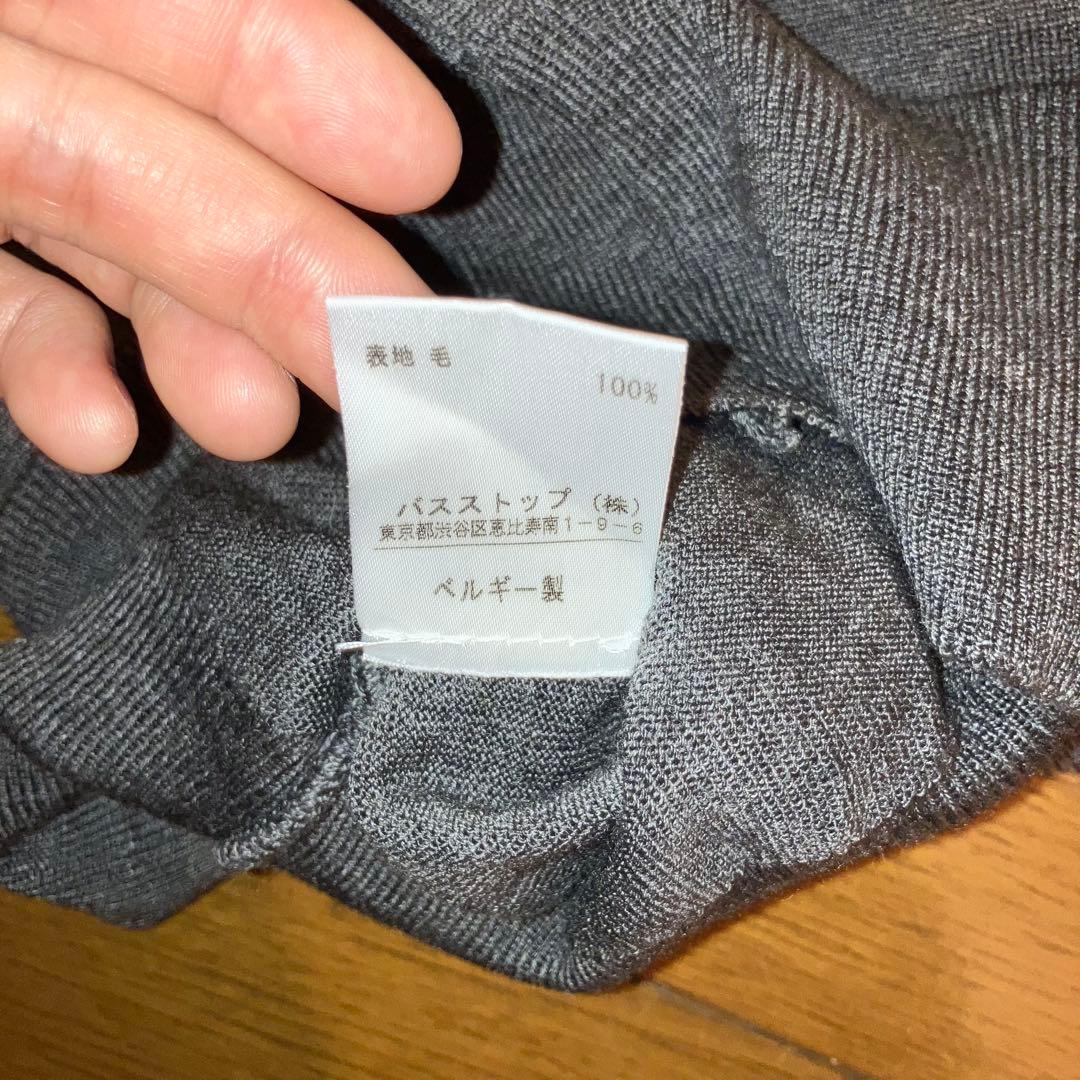 表地 毛
100%
バスストップ（株）
東京都渋谷区恵比寿南1-9-6
ベルギー製